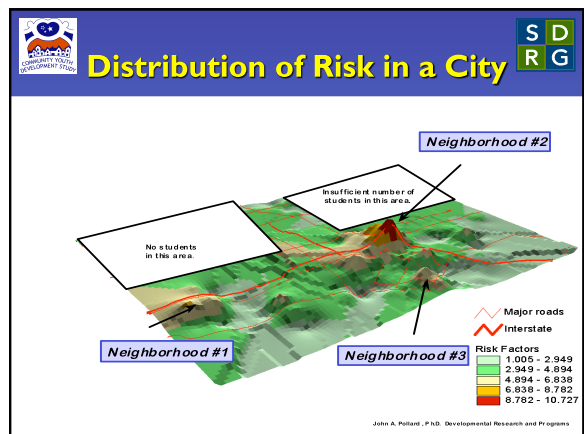 COMMUNITY YOUTH
DEVELOPMENT STUDY
Distribution of Risk in a City
S D
R G
Neighborhood #2
Insufficient number of
students in this area.
No students
in this area.
Neighborhood #1
Neighborhood #3
Major roads
Interstate
Risk Factors
1.005 - 2.949
2.949 - 4.894
4.894 - 6.838
6.838 - 8.782
8.782 - 10.727
John A. Pollard , P h.D. Developmental Research and Programs